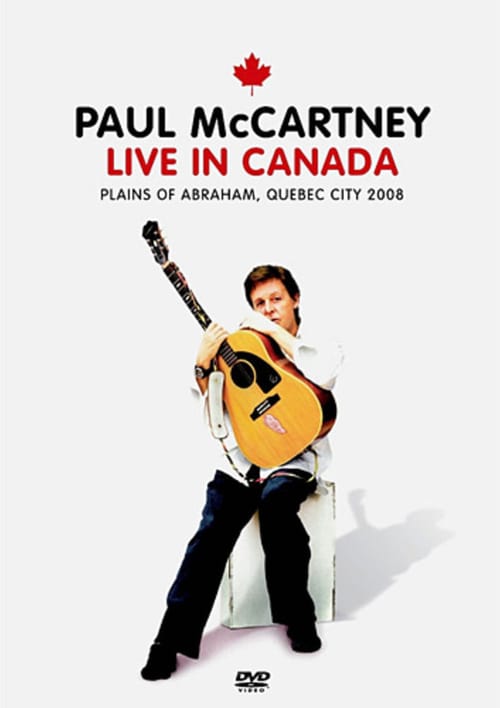 PAUL McCARTNEY
LIVE IN CANADA
PLAINS OF ABRAHAM, QUEBEC CITY 2008
DVD
VIDEO